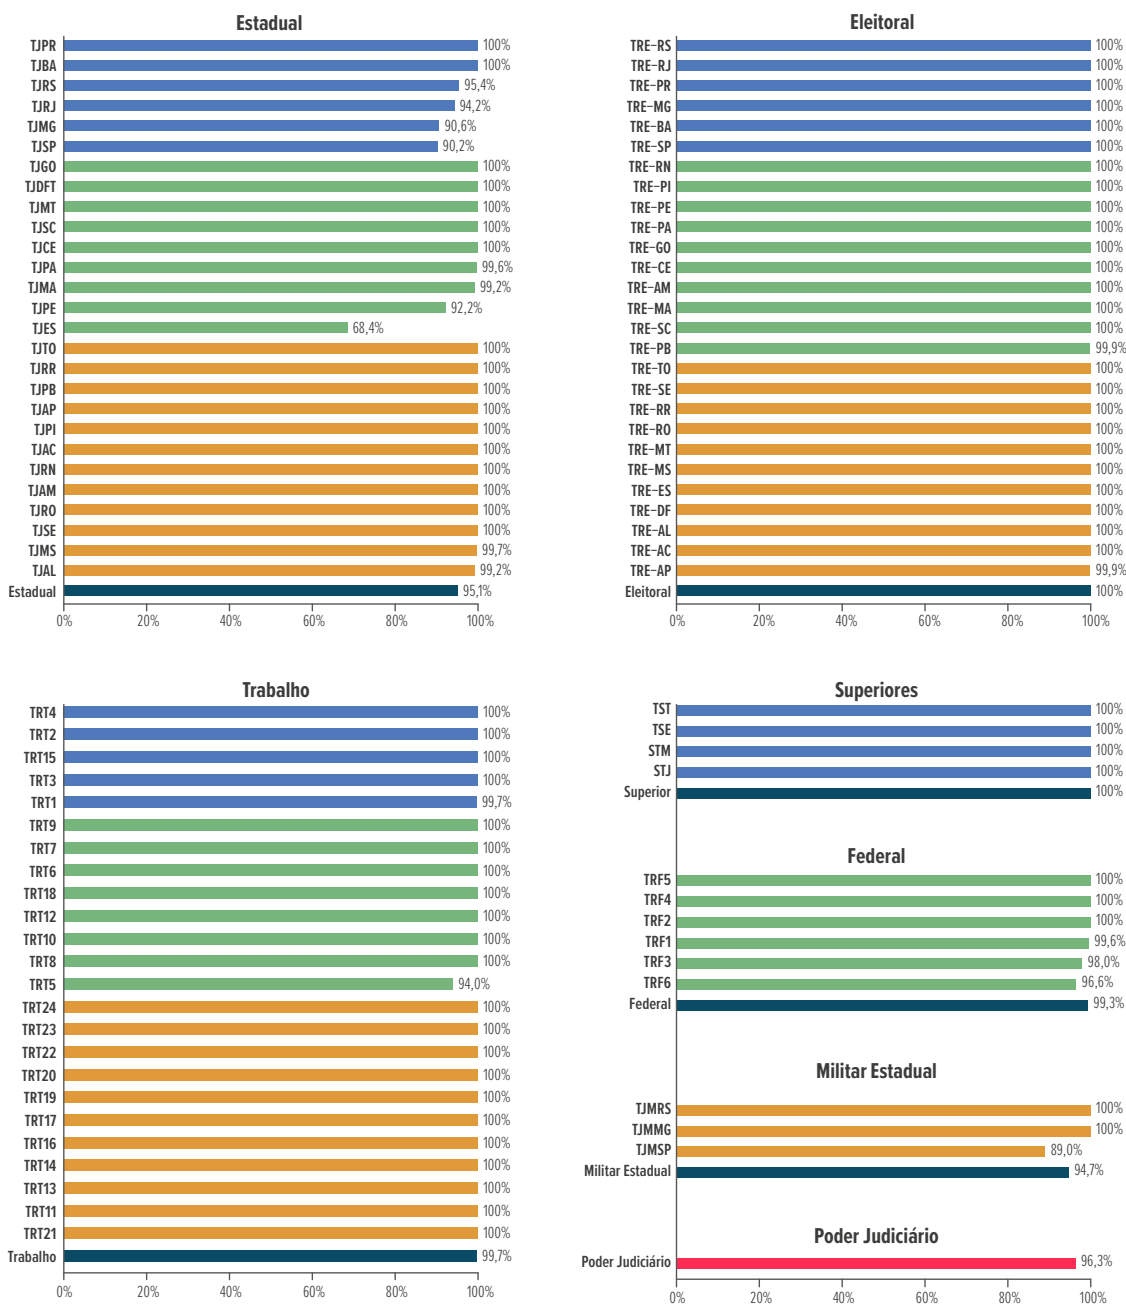 Estadual
TJPR 100%
TJBA 100%
TJRS 95,4%
TJRJ 94,2%
TJMG 90,6%
TJSP 90,2%
TJGO 100%
TJDFT 100%
TJMT 100%
TJSC 100%
TJCE 100%
TJPA 99,6%
TJMA 99,2%
TJPE 92,2%
TJES 68,4%
TJTO 100%
TJRR 100%
TJPB 100%
TJAP 100%
TJPI 100%
TJAC 100%
TJRN 100%
TJAM 100%
TJRO 100%
TJSE 100%
TJMS 99,7%
TJAL 99,2%
Estadual 95,1%
0% 20% 40% 60% 80% 100%
Eleitoral
TRE-RS 100%
TRE-RJ 100%
TRE-PR 100%
TRE-MG 100%
TRE-BA 100%
TRE-SP 100%
TRE-RN 100%
TRE-PI 100%
TRE-PE 100%
TRE-PA 100%
TRE-GO 100%
TRE-CE 100%
TRE-AM 100%
TRE-MA 100%
TRE-SC 100%
TRE-PB 99,9%
TRE-TO 100%
TRE-SE 100%
TRE-RR 100%
TRE-RO 100%
TRE-MT 100%
TRE-MS 100%
TRE-ES 100%
TRE-DF 100%
TRE-AL 100%
TRE-AC 100%
TRE-AP 99,9%
Eleitoral 100%
0% 20% 40% 60% 80% 100%
Trabalho
TRT4 100%
TRT2 100%
TRT15 100%
TRT3 100%
TRT1 99,7%
TRT9 100%
TRT7 100%
TRT6 100%
TRT18 100%
TRT12 100%
TRT10 100%
TRT8 100%
TRT5 94,0%
TRT24 100%
TRT23 100%
TRT22 100%
TRT20 100%
TRT19 100%
TRT17 100%
TRT16 100%
TRT14 100%
TRT13 100%
TRT11 100%
TRT21 100%
Trabalho 99,7%
0% 20% 40% 60% 80% 100%
Superiores
TST 100%
TSE 100%
STM 100%
STJ 100%
Superior 100%
Federal
TRF5 100%
TRF4 100%
TRF2 100%
TRF1 99,6%
TRF3 98,0%
TRF6 96,6%
Federal 99,3%
Militar Estadual
TJMRS 100%
TJMMG 100%
TJMSP 89,0%
Militar Estadual 94,7%
Poder Judiciário
Poder Judiciário 96,3%
0% 20% 40% 60% 80% 100%